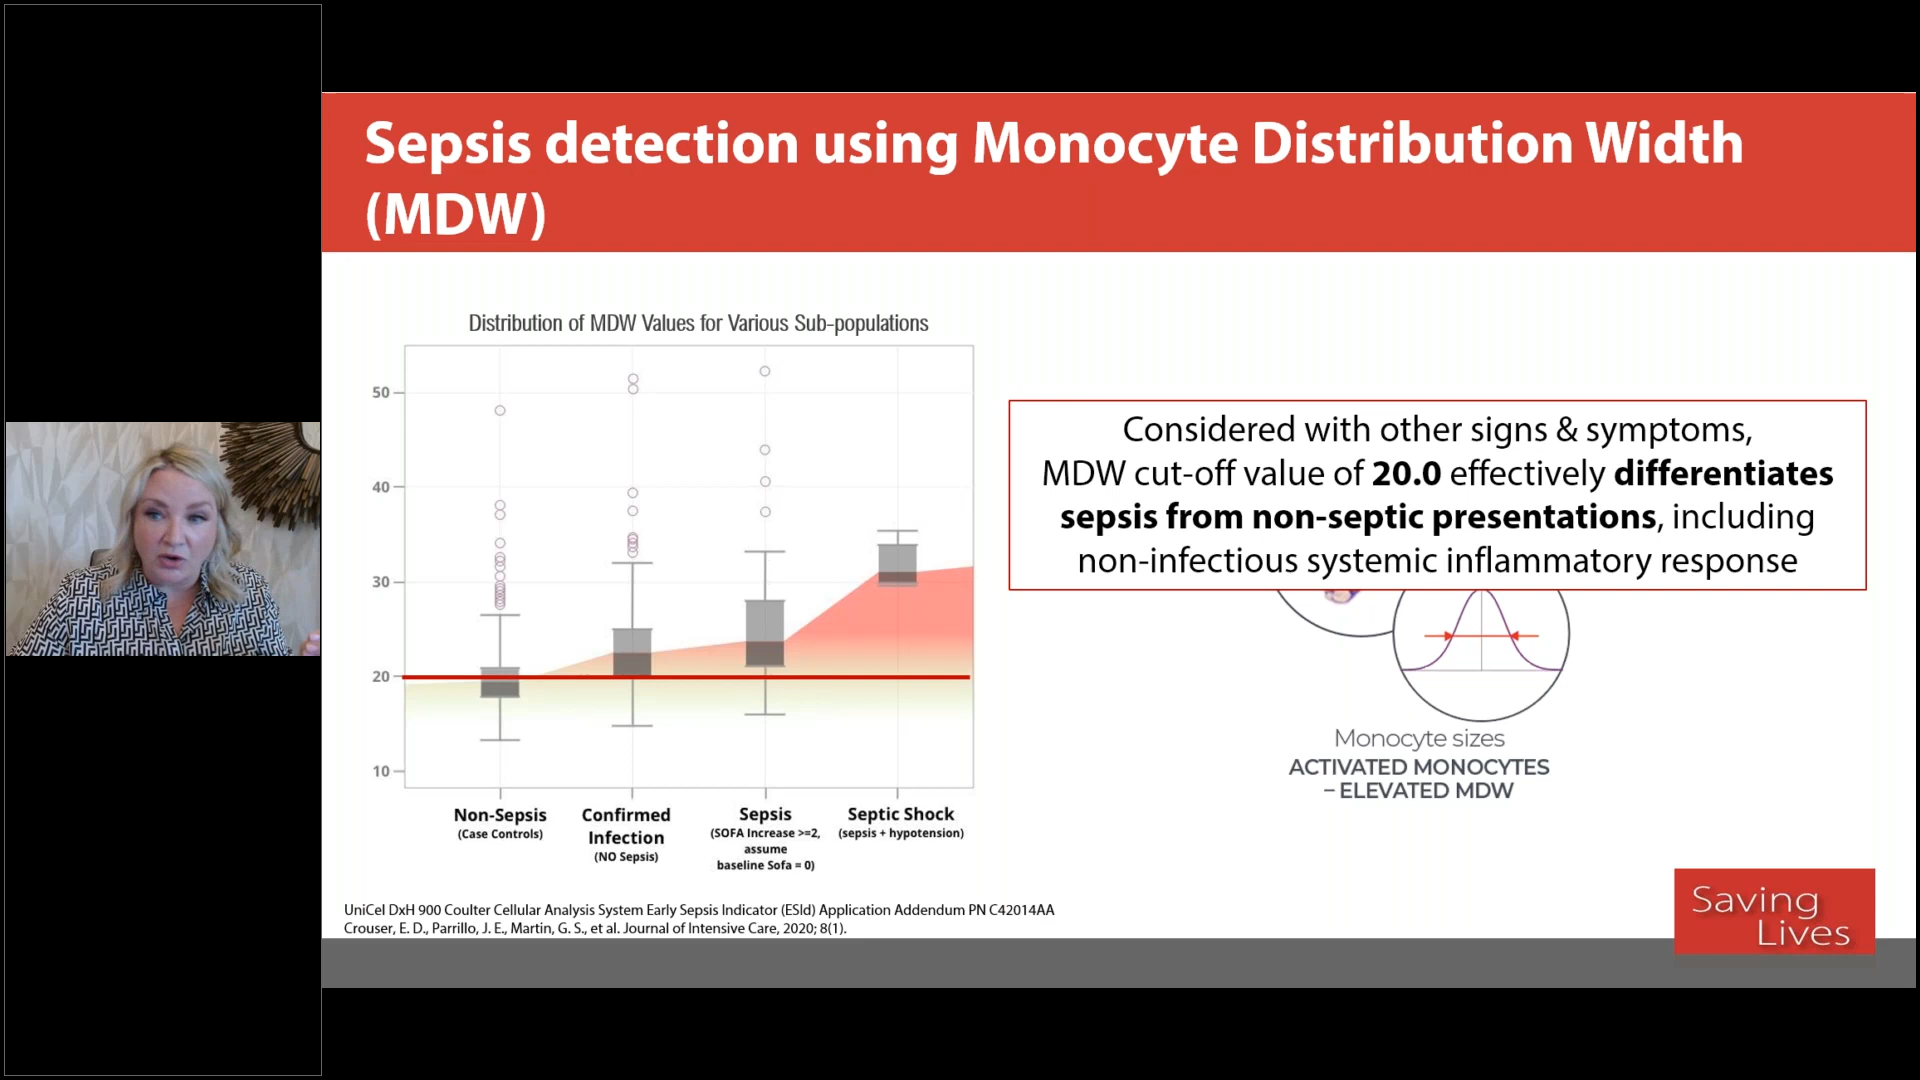 Sepsis detection using Monocyte Distribution Width
(MDW)
Distribution of MDW Values for Various Sub-populations
50
40
30
20
10
Non-Sepsis
(Case Controls)
Confirmed
Infection
(NO Sepsis)
Sepsis
(SOFA Increase >=2,
assume
baseline Sofa = 0)
Septic Shock
(sepsis + hypotension)
Considered with other signs & symptoms,
MDW cut-off value of 20.0 effectively differentiates
sepsis from non-septic presentations, including
non-infectious systemic inflammatory response
Monocyte sizes
ACTIVATED MONOCYTES
– ELEVATED MDW
UniCel DxH 900 Coulter Cellular Analysis System Early Sepsis Indicator (ESId) Application Addendum PN C42014AA
Crouser, E. D., Parrillo, J. E., Martin, G. S., et al. Journal of Intensive Care, 2020; 8(1).
Saving
Lives